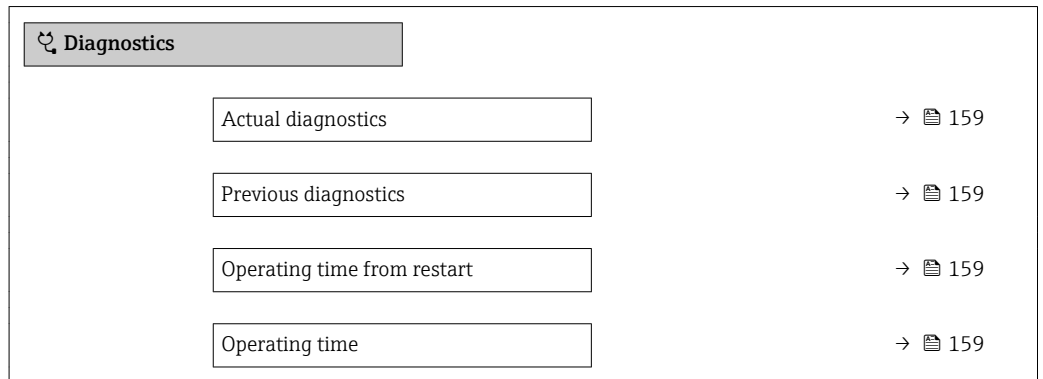 Diagnostics
Actual diagnostics → 159
Previous diagnostics → 159
Operating time from restart → 159
Operating time → 159